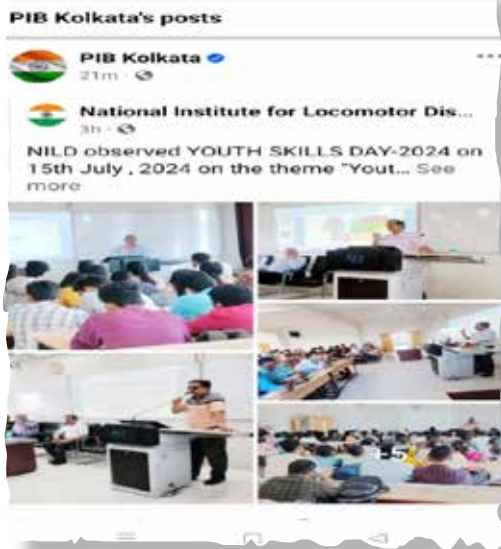 PIB Kolkata's posts
PIB Kolkata
21m
National Institute for Locomotor Dis...
3h
NILD observed YOUTH SKILLS DAY-2024 on
15th July , 2024 on the theme "Yout... See
more